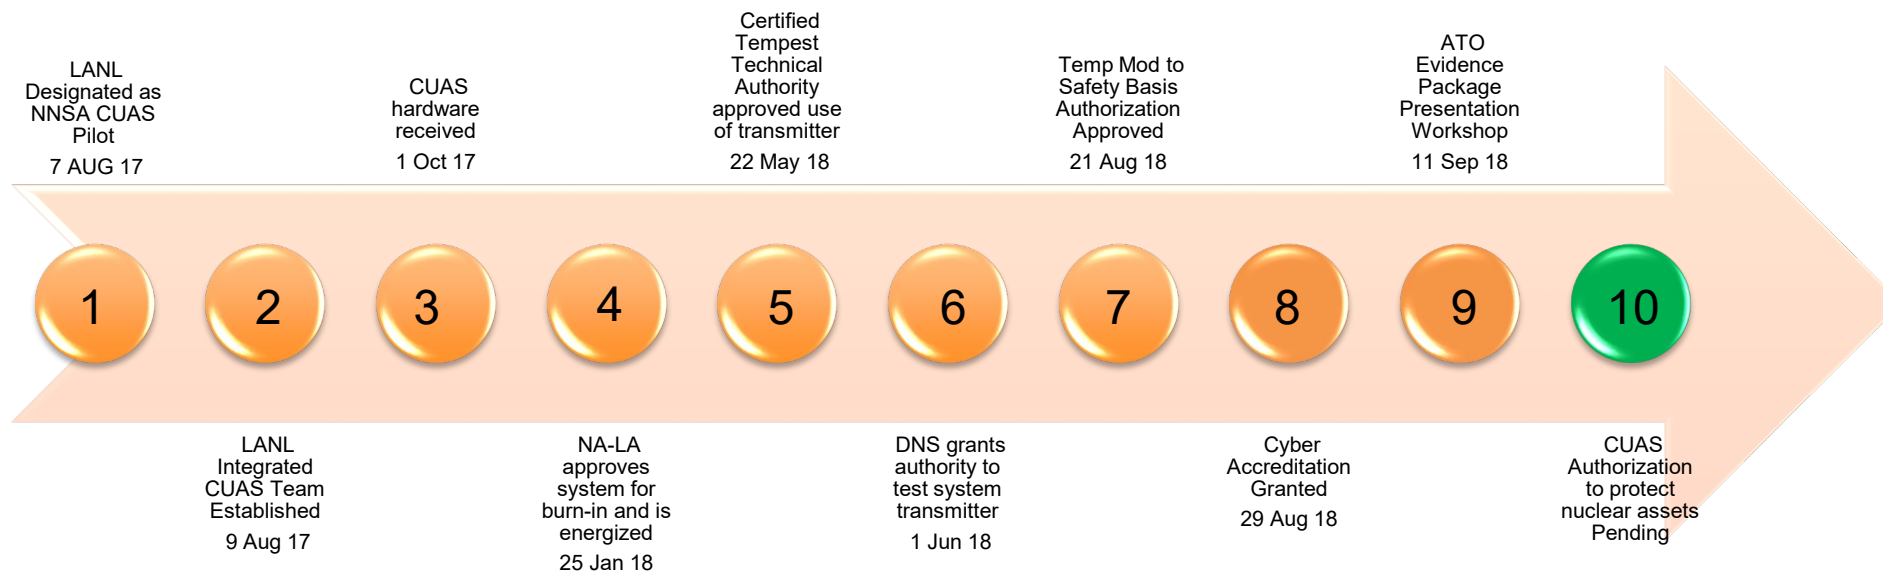 LANL
Designated as
NNSA CUAS
Pilot
7 AUG 17
CUAS
hardware
received
1 Oct 17
Certified
Tempest
Technical
Authority
approved use
of transmitter
22 May 18
Temp Mod to
Safety Basis
Authorization
Approved
21 Aug 18
ATO
Evidence
Package
Presentation
Workshop
11 Sep 18
1
2
3
4
5
6
7
8
9
10
LANL
Integrated
CUAS Team
Established
9 Aug 17
NA-LA
approves
system for
burn-in and is
energized
25 Jan 18
DNS grants
authority to
test system
transmitter
1 Jun 18
Cyber
Accreditation
Granted
29 Aug 18
CUAS
Authorization
to protect
nuclear assets
Pending